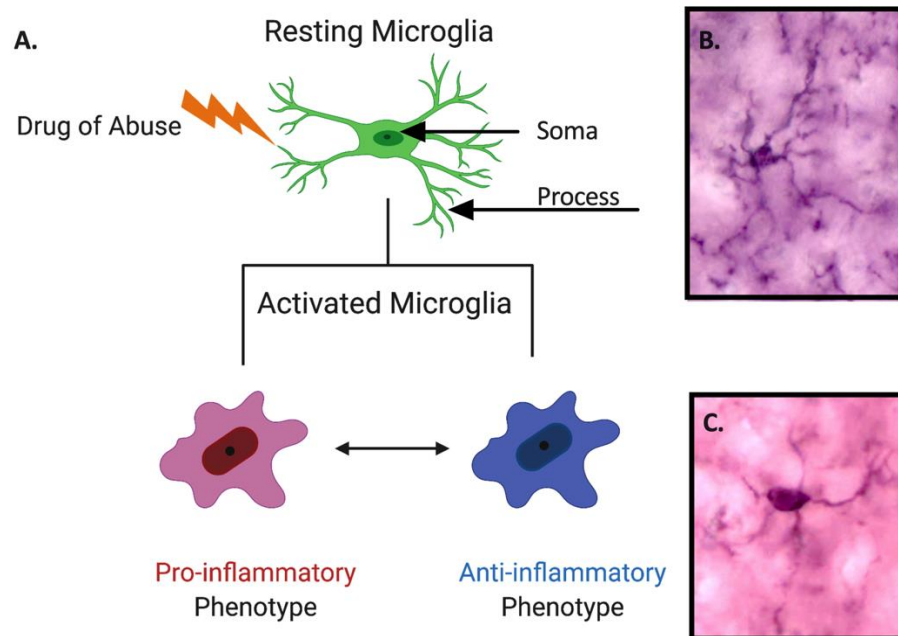 A.
Resting Microglia
B.
Drug of Abuse
Soma
Process
Activated Microglia
C.
Pro-inflammatory
Phenotype
Anti-inflammatory
Phenotype